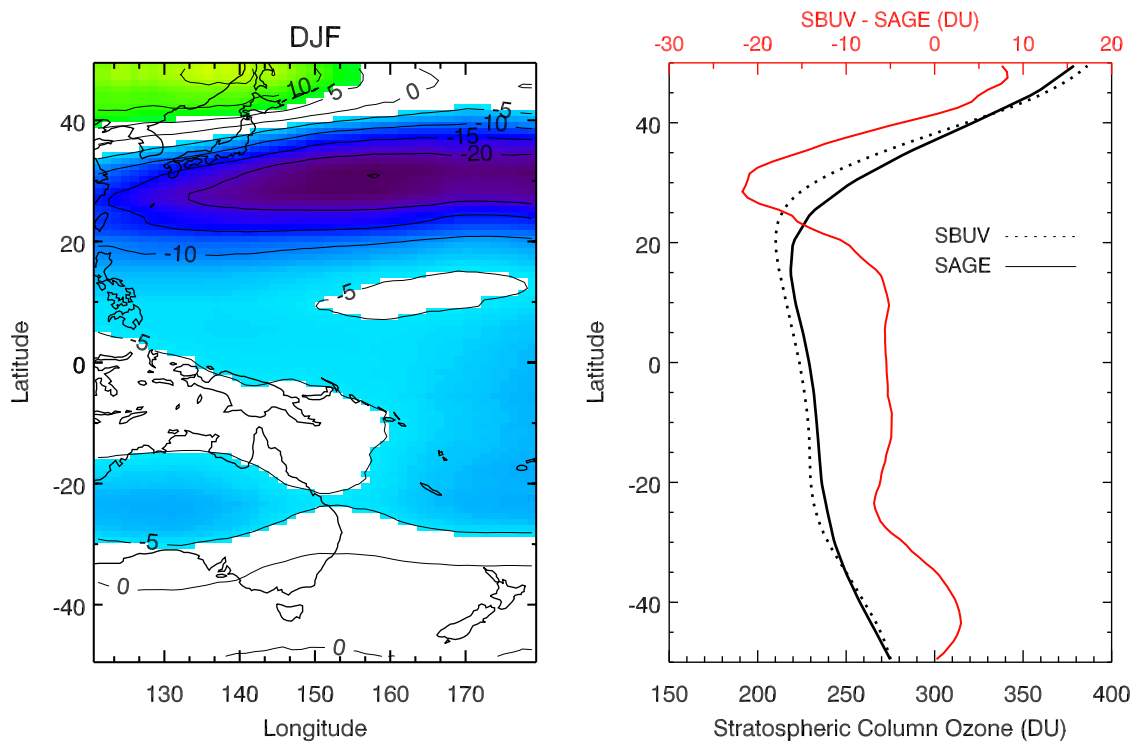 DJF
10
5
0
-5
-10
-15
-20
-10
-5
-5
-5
0
0
40
20
0
-20
-40
Latitude
130 140 150 160 170
Longitude
SBUV - SAGE (DU)
-30 -20 -10 0 10 20
SBUV
SAGE
40
20
0
-20
-40
Latitude
150 200 250 300 350 400
Stratospheric Column Ozone (DU)